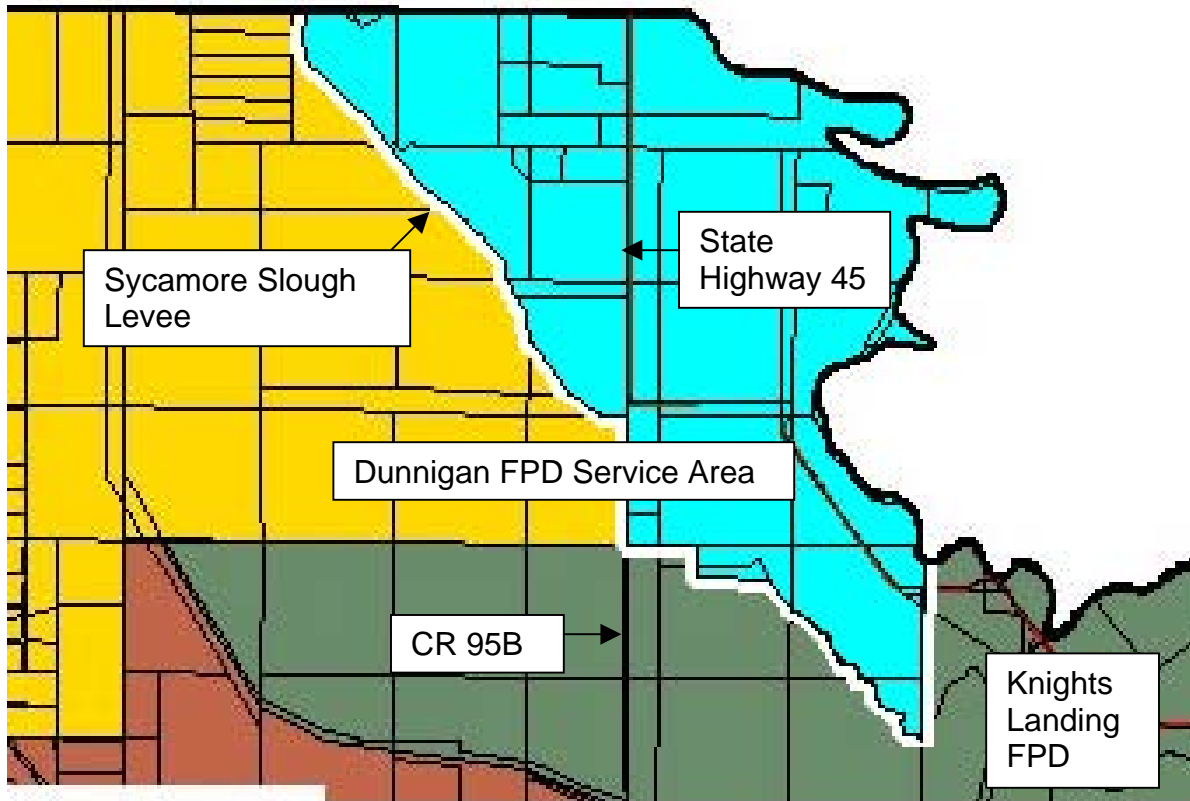 State
Highway 45
Sycamore Slough
Levee
Dunnigan FPD Service Area
CR 95B
Knights
Landing
FPD